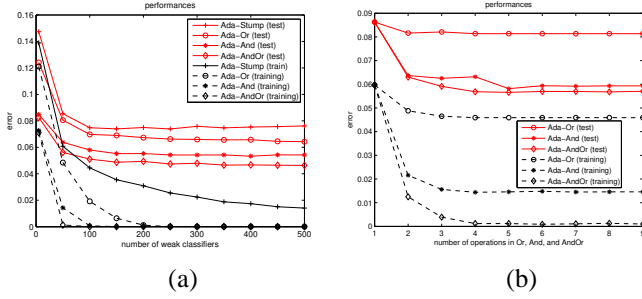 performances
0.16
0.14
0.12
0.1
0.08
0.06
0.04
0.02
0
error
Ada−Stump (test)
Ada−Or (test)
Ada−And (test)
Ada−AndOr (test)
Ada−Stump (train)
Ada−Or (training)
Ada−And (training)
Ada−AndOr (training)
0 100 200 300 400 500
number of weak classifiers
(a)
performances
0.09
0.08
0.07
0.06
0.05
0.04
0.03
0.02
0.01
0
error
Ada−Or (test)
Ada−And (test)
Ada−AndOr (test)
Ada−Or (training)
Ada−And (training)
Ada−AndOr (training)
1 2 3 4 5 6 7 8 9
number of operations in Or, And, and AndOr
(b)